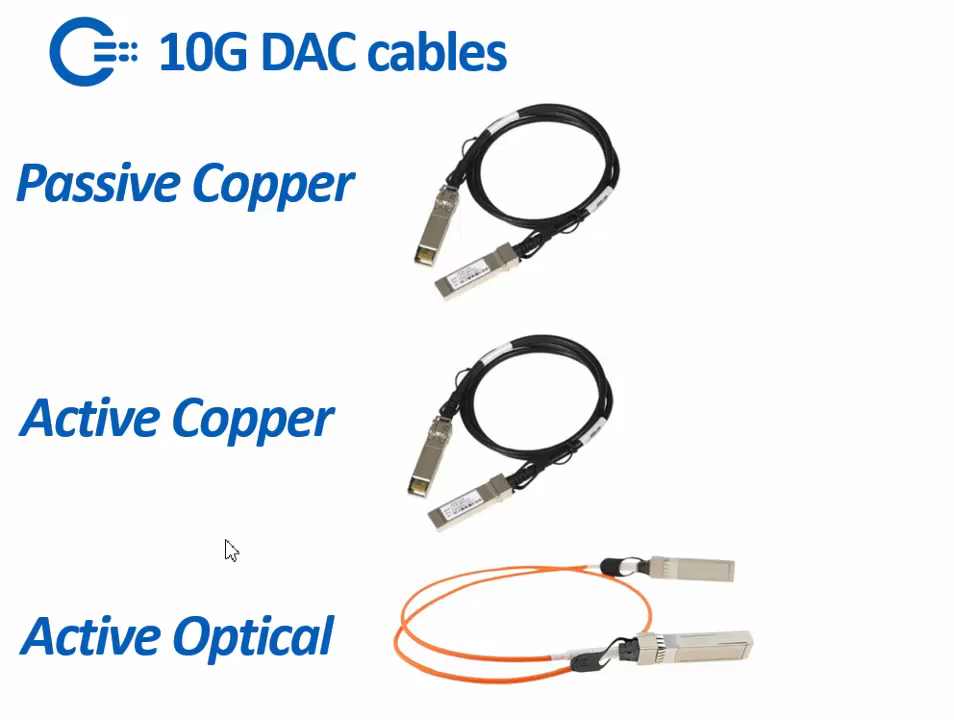 10G DAC cables
Passive Copper
Active Copper
Active Optical